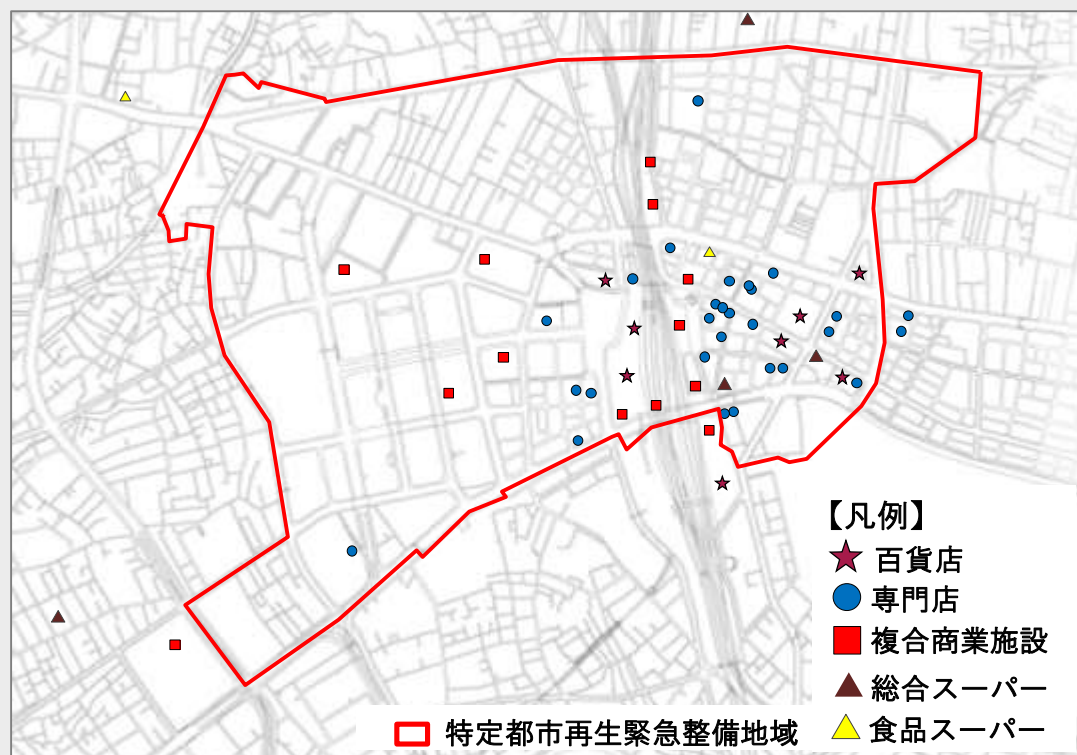 【凡例】
百貨店
専門店
複合商業施設
総合スーパー
食品スーパー
特定都市再生緊急整備地域